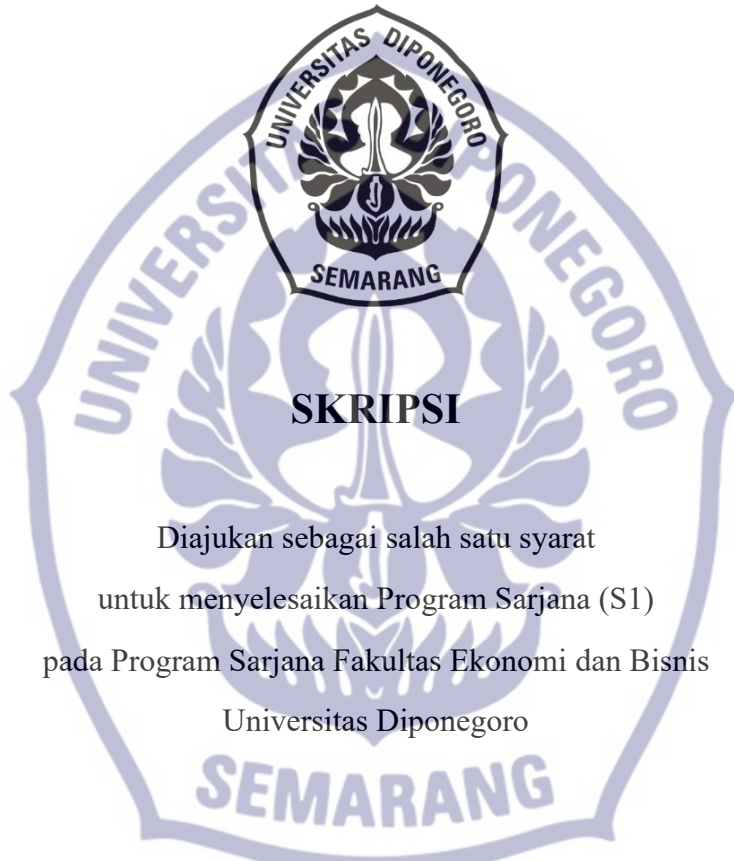 UNIVERSITAS DIPONEGORO
SEMARANG
UNIVERSITAS DIPONEGORO
SKRIPSI
Diajukan sebagai salah satu syarat
untuk menyelesaikan Program Sarjana (S1)
pada Program Sarjana Fakultas Ekonomi dan Bisnis
Universitas Diponegoro
SEMARANG